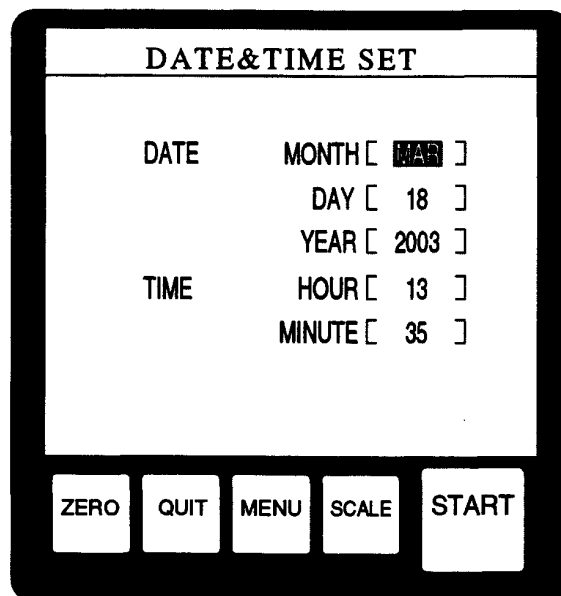 DATE&TIME SET
DATE MONTH [ MAR ]
DAY [ 18 ]
YEAR [ 2003 ]
TIME HOUR [ 13 ]
MINUTE [ 35 ]
ZERO QUIT MENU SCALE START